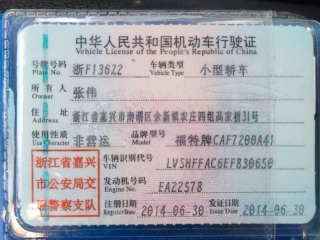 中华人民共和国机动车行驶证
Vehicle License of the People's Republic of China
号牌号码 浙F13622 车辆类型 小型轿车
Plate No. Vehicle Type
所有人 张伟
Owner
住址 浙江省嘉兴市南湖区余新镇农庄四魁高家桥31号
Address
使用性质 非营运 品牌型号 福特牌CAF7200A41
Use Character Model
浙江省嘉兴
市公安局交
通警察支队
车辆识别代号 LVSHFFAC6EF830650
VIN
发动机号码 EA22578
Engine No.
注册日期 2014-06-30 发证日期 2014-06-30
Register Date Issue Date